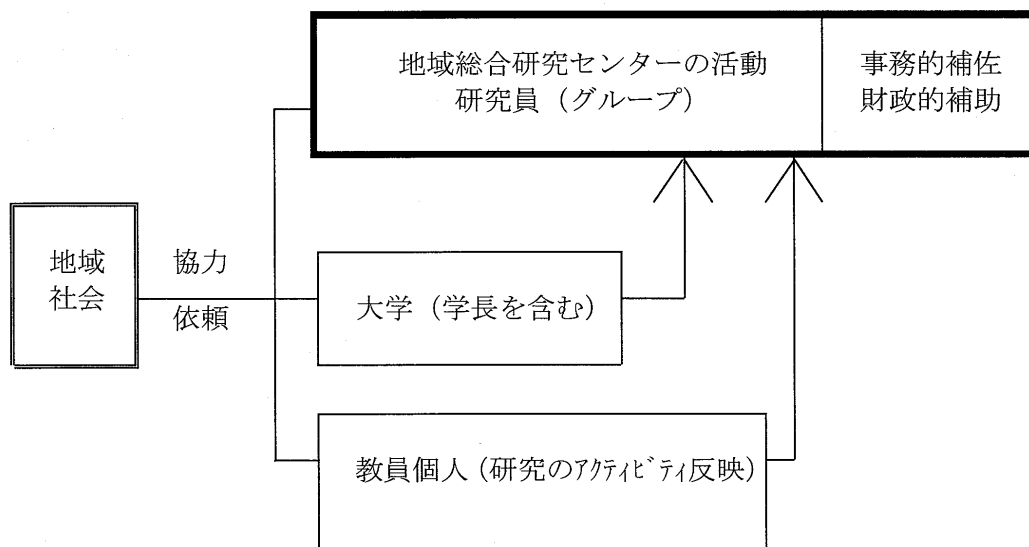 地域総合研究センターの活動
研究員（グループ）
事務的補佐
財政的補助
地域
社会
協力
依頼
大学（学長を含む）
教員個人（研究のｱｸﾃｨﾋﾞﾃｨ反映）